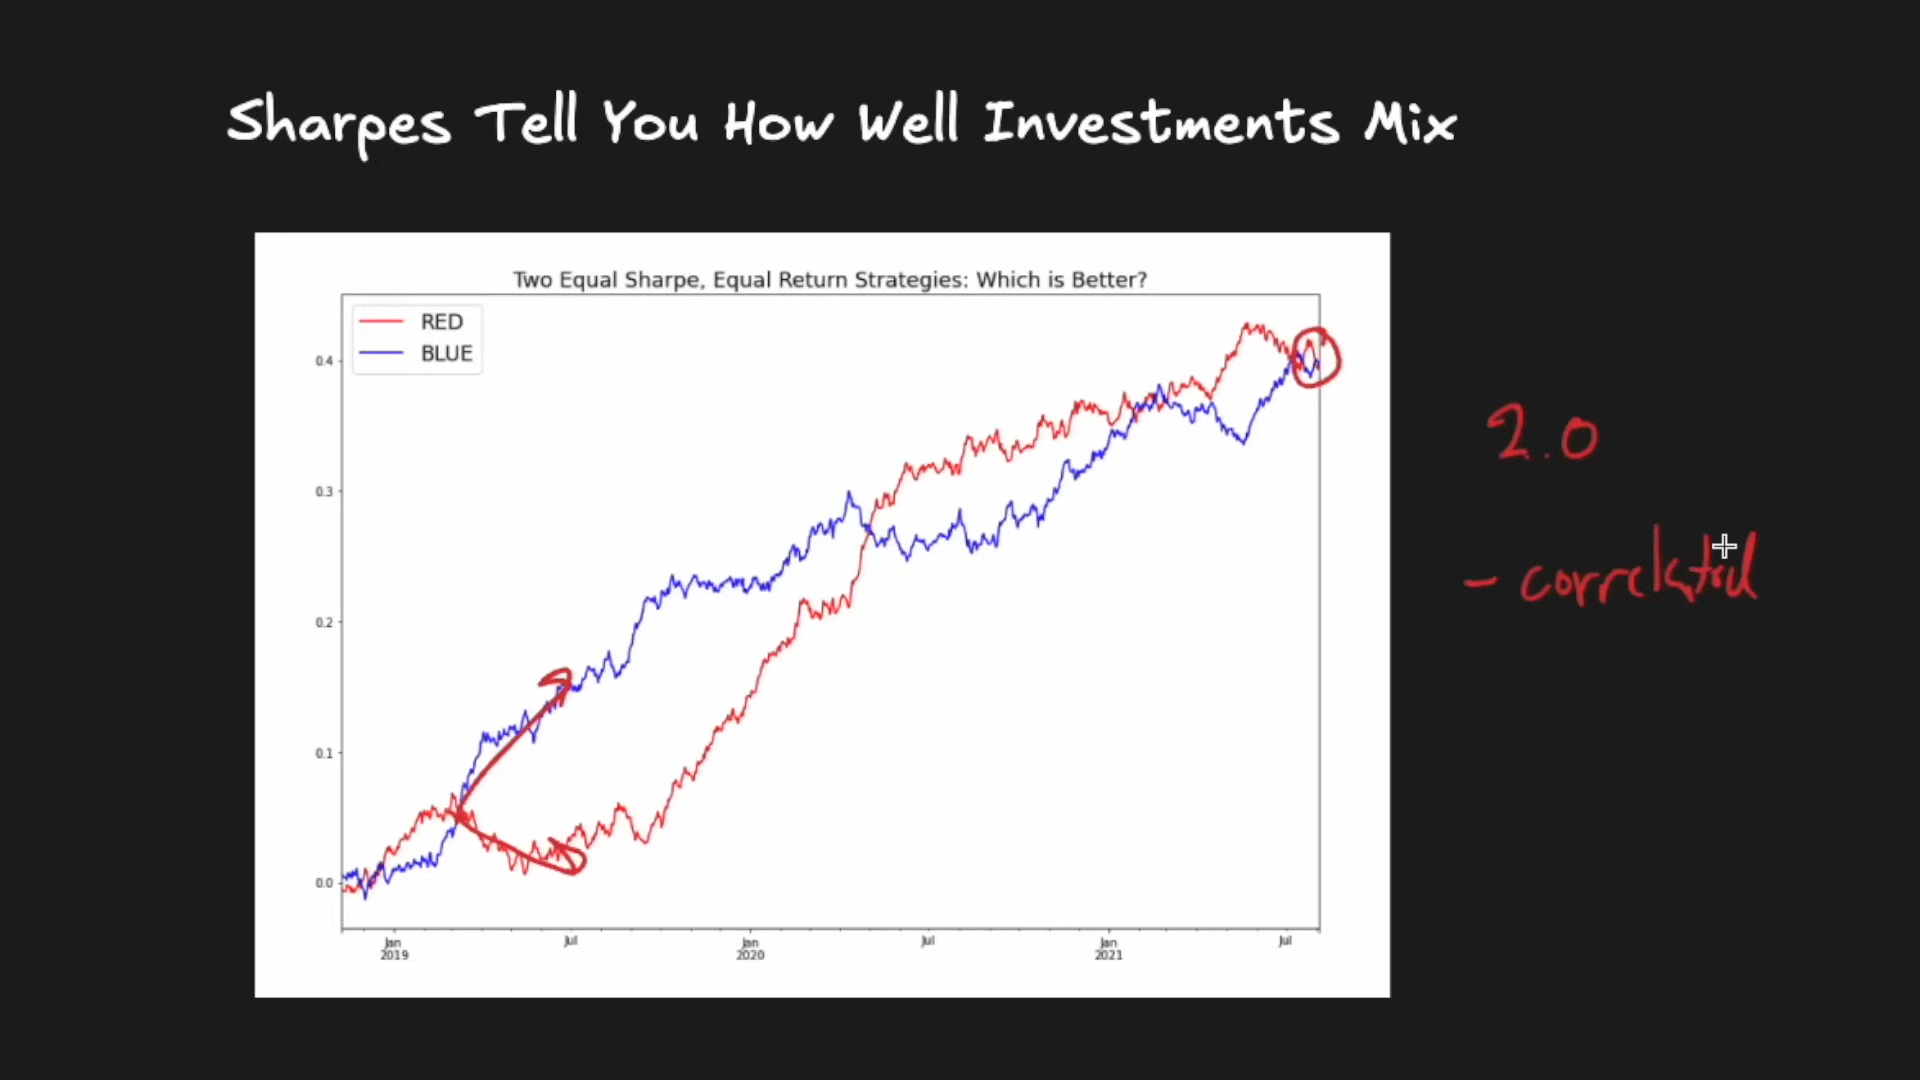 Sharpes Tell You How Well Investments Mix
Two Equal Sharpe, Equal Return Strategies: Which is Better?
RED
BLUE
0.4
0.3
0.2
0.1
0.0
Jan
2019
Jul
Jan
2020
Jul
Jan
2021
Jul
2.0
- correlated